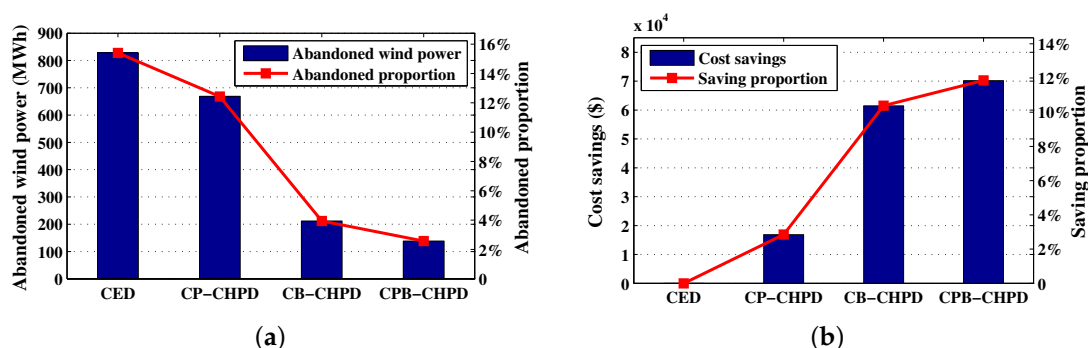 Abandoned wind power (MWh)
900
800
700
600
500
400
300
200
100
0
Abandoned wind power
Abandoned proportion
16%
14%
12%
10%
8%
6%
4%
2%
0
Abandoned proportion
CED CP-CHPD CB-CHPD CPB-CHPD
(a)
x 10^4
Cost savings ($)
8
7
6
5
4
3
2
1
0
Cost savings
Saving proportion
14%
12%
10%
8%
6%
4%
2%
0
Saving proportion
CED CP-CHPD CB-CHPD CPB-CHPD
(b)